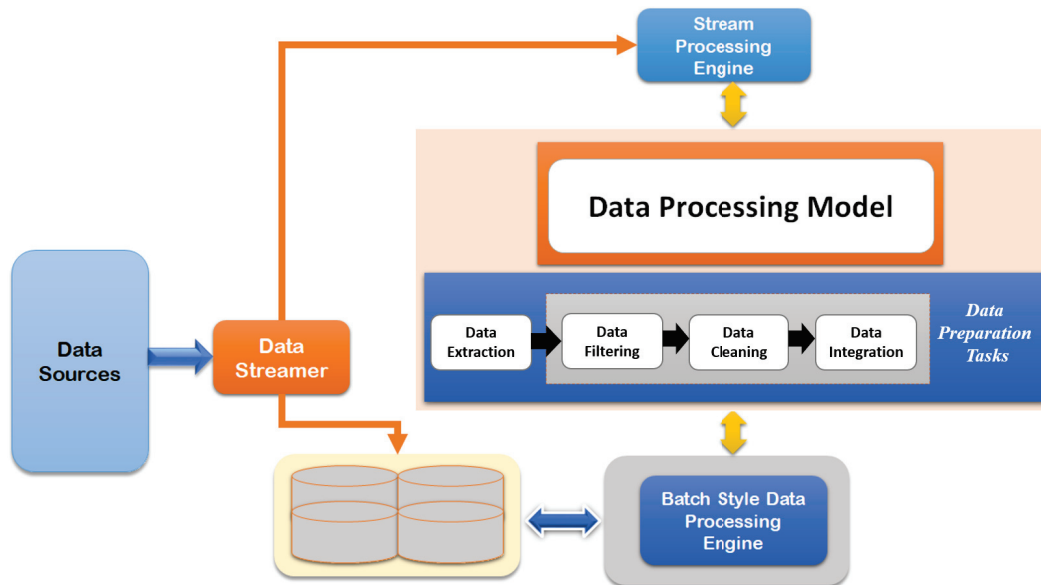 Stream
Processing
Engine
Data Processing Model
Data
Sources
Data
Streamer
Data
Extraction
Data
Filtering
Data
Cleaning
Data
Integration
Data
Preparation
Tasks
Batch Style Data
Processing
Engine